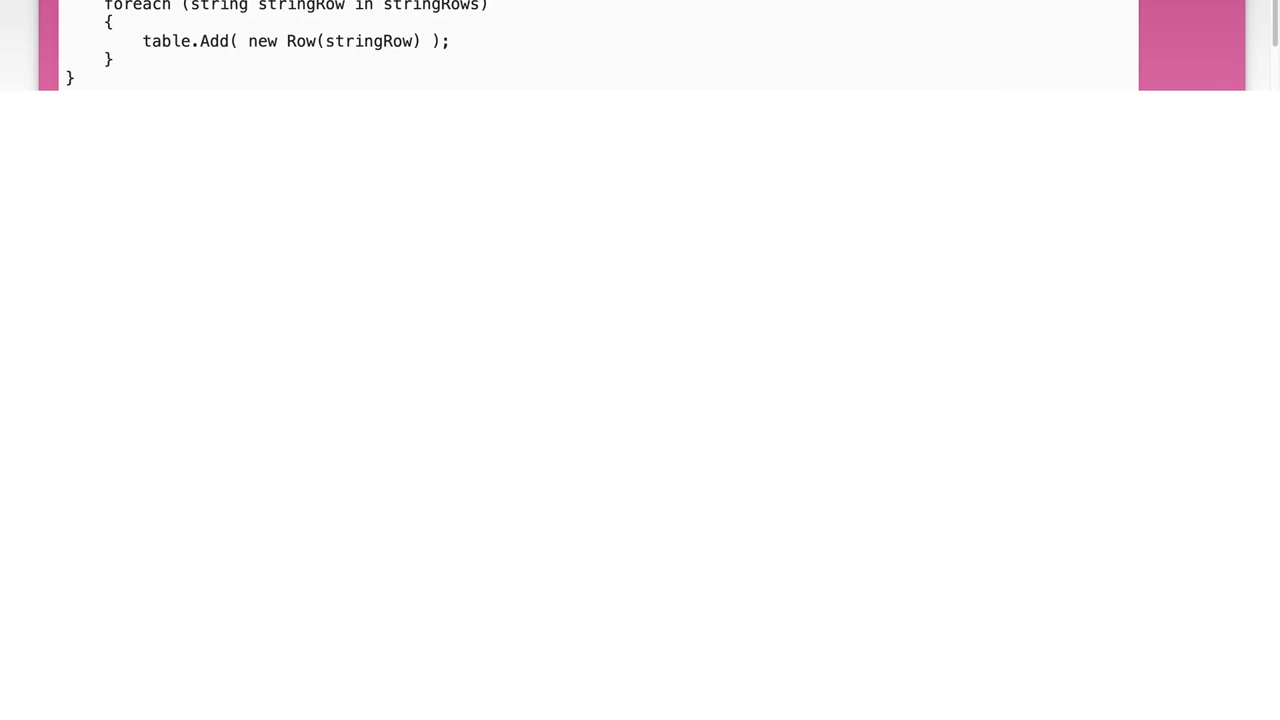 foreach (string stringRow in stringRows)
{
table.Add( new Row(stringRow) );
}
}